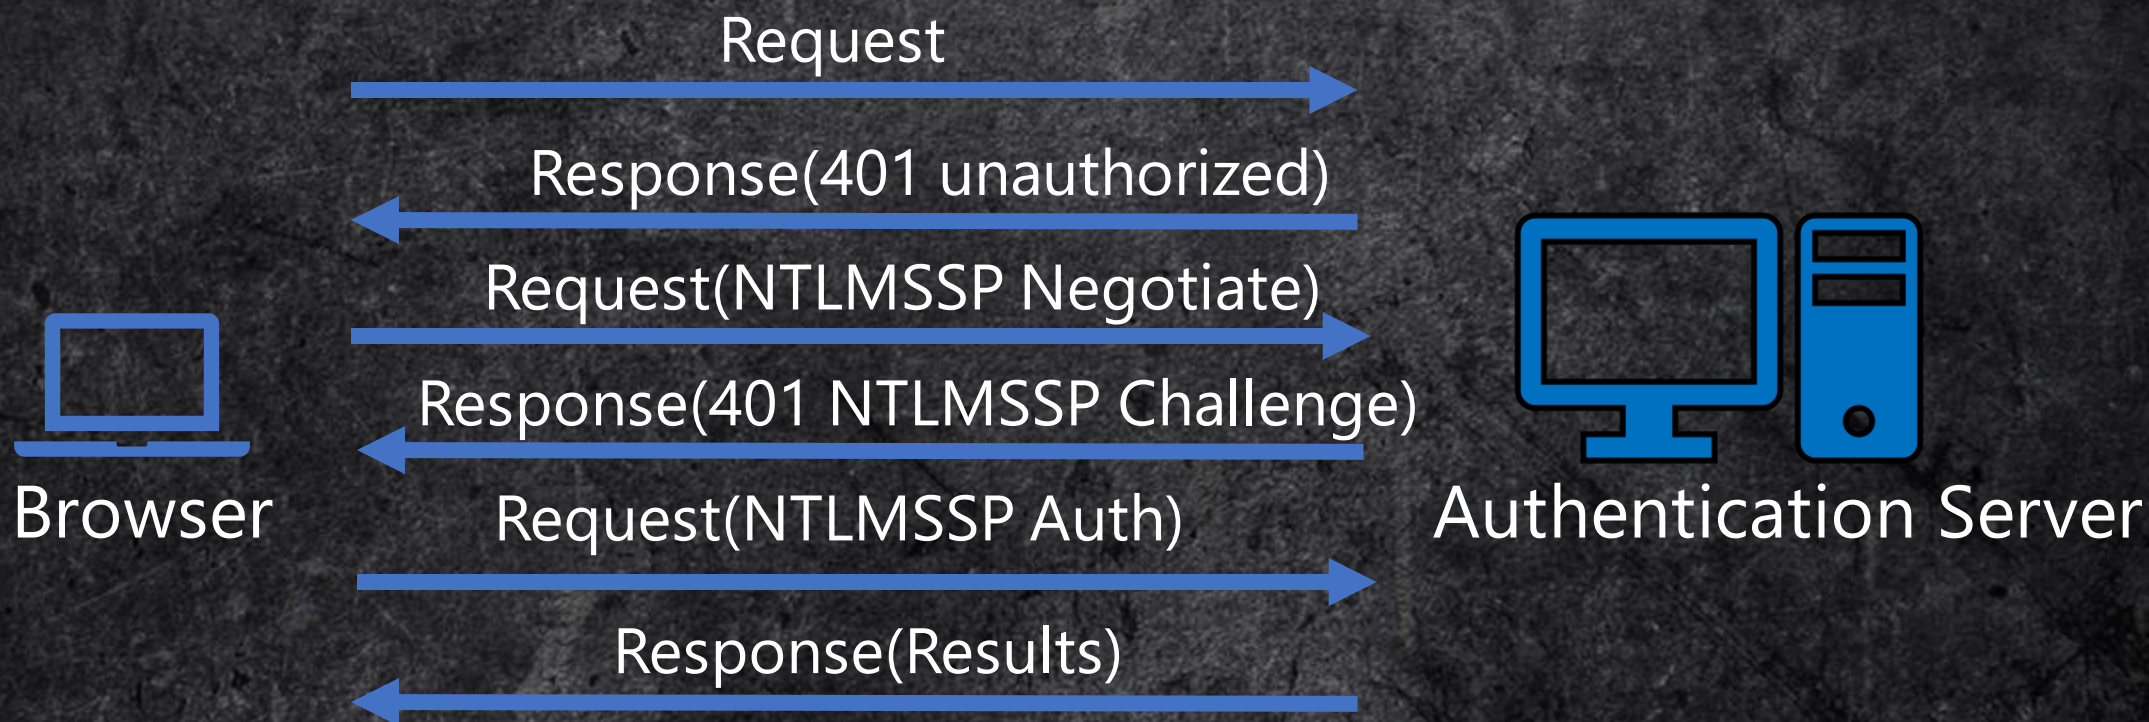 Request
Response(401 unauthorized)
Request(NTLMSSP Negotiate)
Response(401 NTLMSSP Challenge)
Browser
Request(NTLMSSP Auth)
Authentication Server
Response(Results)